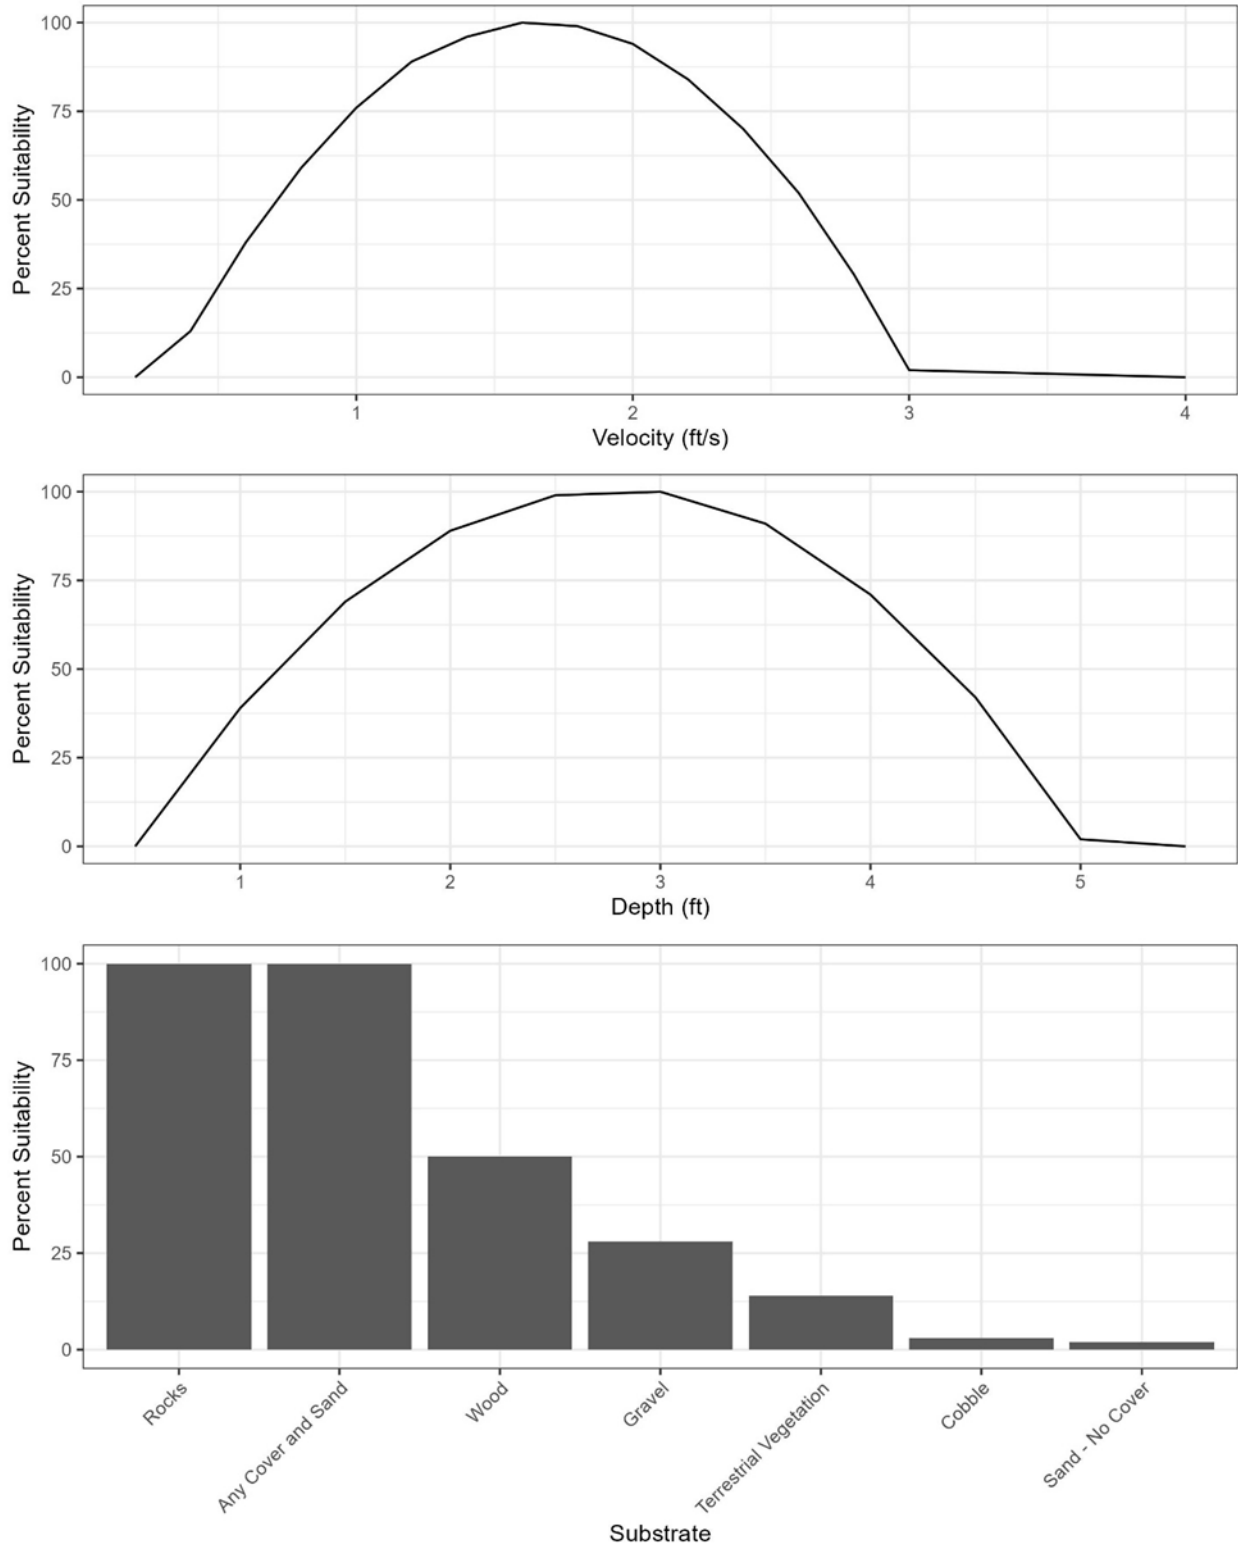 Percent Suitability
100
75
50
25
0
1 2 3 4
Velocity (ft/s)
Percent Suitability
100
75
50
25
0
1 2 3 4 5
Depth (ft)
Percent Suitability
100
75
50
25
0
Rocks
Any Cover and Sand
Wood
Gravel
Terrestrial Vegetation
Cobble
Sand - No Cover
Substrate